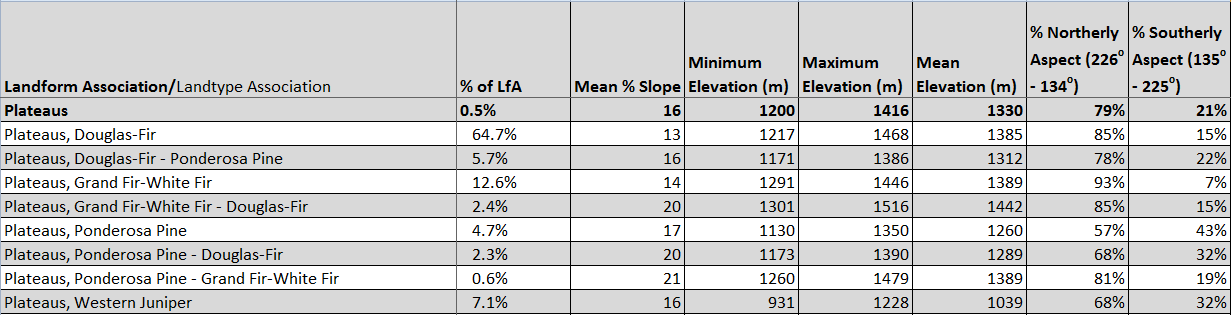 Landform Association/Landtype Association % of LfA Mean % Slope Minimum Elevation (m) Maximum Elevation (m) Mean Elevation (m) % Northerly Aspect (226° - 134°) % Southerly Aspect (135° - 225°)
Plateaus 0.5% 16 1200 1416 1330 79% 21%
Plateaus, Douglas-Fir 64.7% 13 1217 1468 1385 85% 15%
Plateaus, Douglas-Fir - Ponderosa Pine 5.7% 16 1171 1386 1312 78% 22%
Plateaus, Grand Fir-White Fir 12.6% 14 1291 1446 1389 93% 7%
Plateaus, Grand Fir-White Fir - Douglas-Fir 2.4% 20 1301 1516 1442 85% 15%
Plateaus, Ponderosa Pine 4.7% 17 1130 1350 1260 57% 43%
Plateaus, Ponderosa Pine - Douglas-Fir 2.3% 20 1173 1390 1289 68% 32%
Plateaus, Ponderosa Pine - Grand Fir-White Fir 0.6% 21 1260 1479 1389 81% 19%
Plateaus, Western Juniper 7.1% 16 931 1228 1039 68% 32%